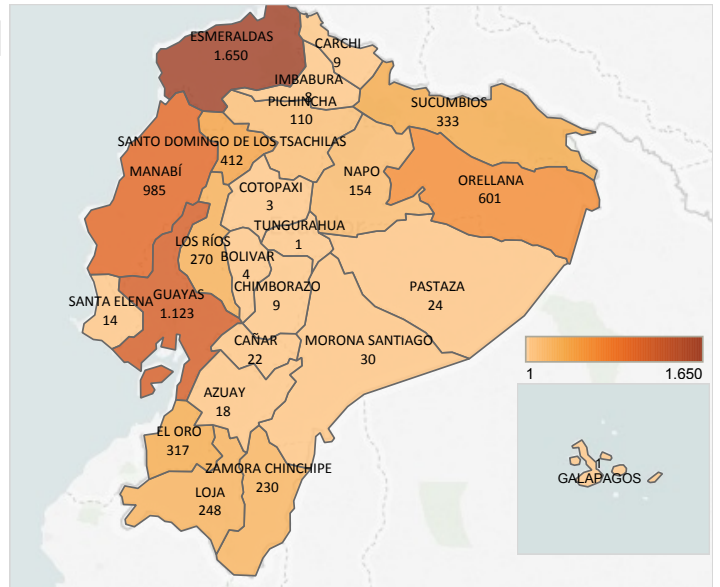 ESMERALDAS
1.650
CARCHI
9
IMBABURA
8
PICHINCHA
110
SUCUMBIOS
333
SANTO DOMINGO DE LOS TSACHILAS
412
MANABÍ
985
NAPO
154
ORELLANA
601
COTOPAXI
3
TUNGURAHUA
1
LOS RÍOS
270
BOLIVAR
4
CHIMBORAZO
9
PASTAZA
24
SANTA ELENA
14
GUAYAS
1.123
CAÑAR
22
MORONA SANTIAGO
30
AZUAY
18
EL ORO
317
ZAMORA CHINCHIPE
230
LOJA
248
1
1.650
1
GALAPAGOS